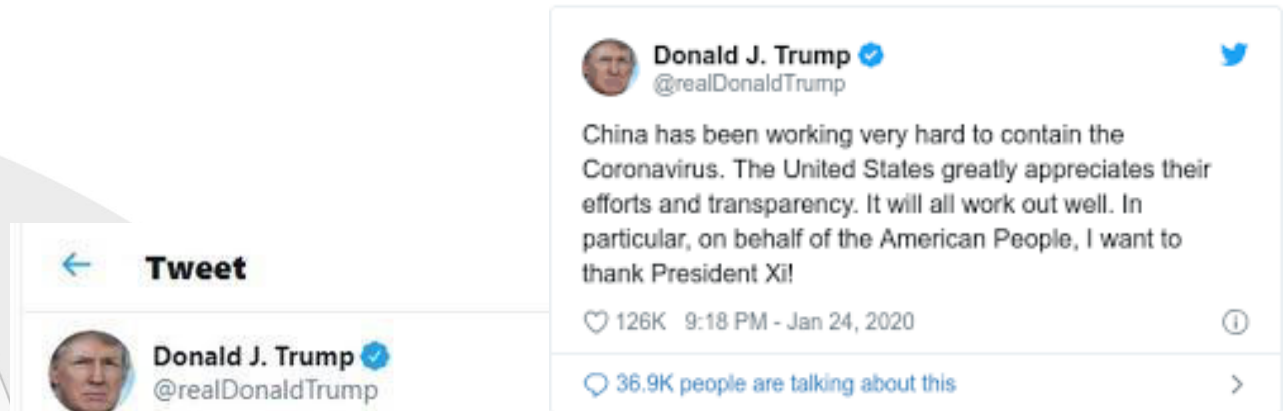 Donald J. Trump
@realDonaldTrump
China has been working very hard to contain the
Coronavirus. The United States greatly appreciates their
efforts and transparency. It will all work out well. In
particular, on behalf of the American People, I want to
thank President Xi!
126K 9:18 PM - Jan 24, 2020
36.9K people are talking about this
Tweet
Donald J. Trump
@realDonaldTrump